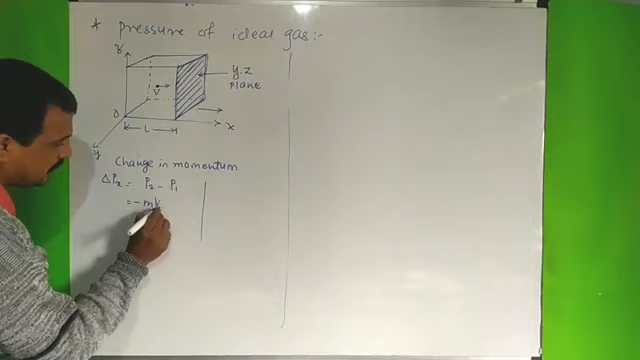 * Pressure of ideal gas:-
y-z
plane
V
O
L
x
y
Change in momentum
ΔPx = P2 - P1
= - mV